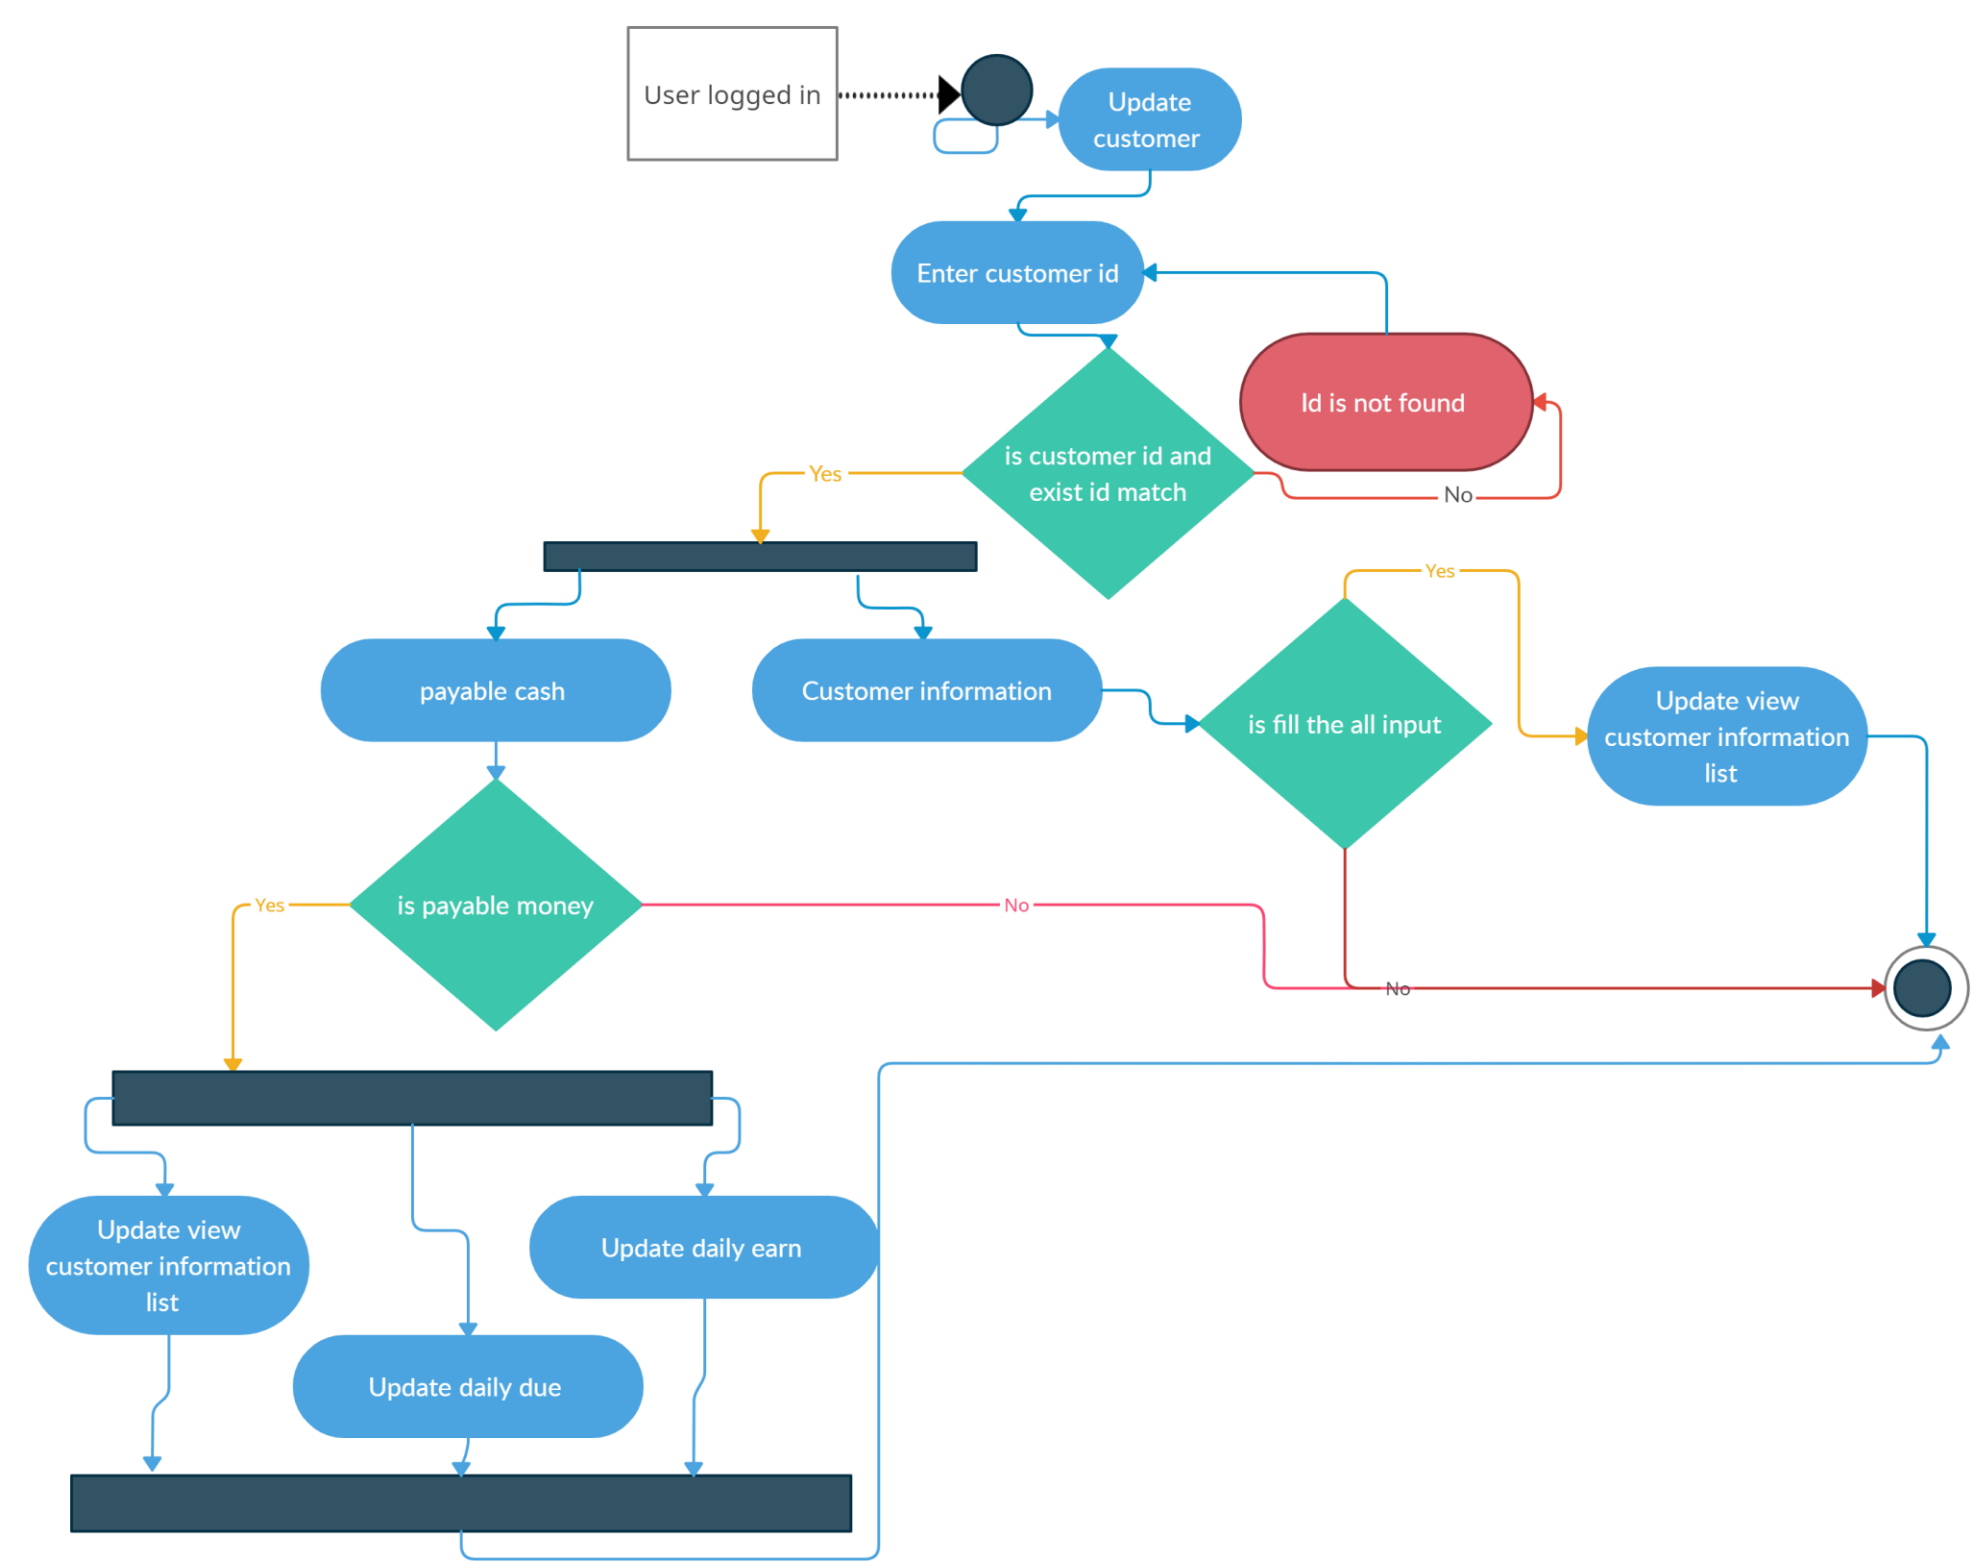 User logged in
Update
customer
Enter customer id
Id is not found
is customer id and
exist id match
Yes
No
Yes
payable cash
Customer information
is fill the all input
Update view
customer information
list
is payable money
Yes
No
No
Update view
customer information
list
Update daily earn
Update daily due